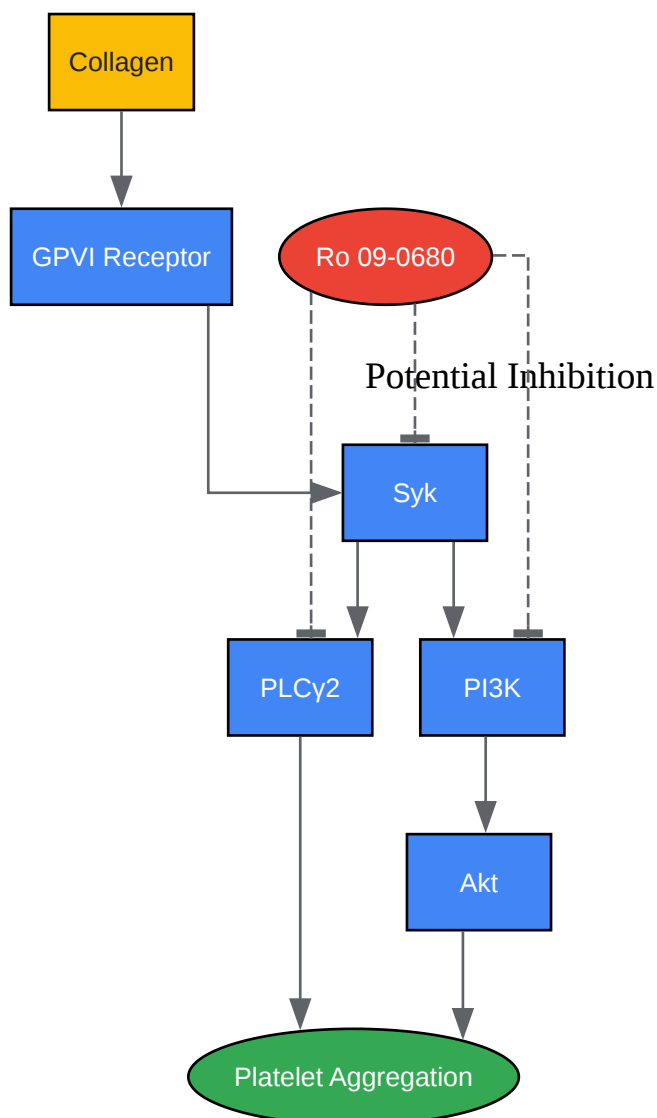 Collagen
GPVI Receptor
Ro 09-0680
Potential Inhibition
Syk
PLCγ2
PI3K
Akt
Platelet Aggregation